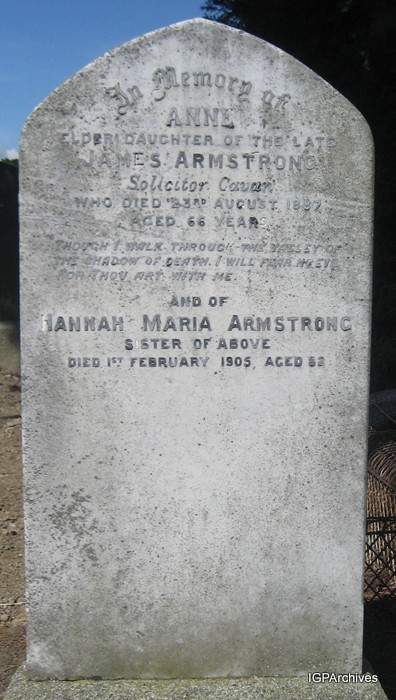 In Memory of
ANNE
ELDER DAUGHTER OF THE LATE
JAMES ARMSTRONG
Solicitor Cavan
WHO DIED 23RD AUGUST
AGED 66 YEARS
THOUGH I WALK THROUGH THE VALLEY OF
THE SHADOW OF DEATH. I WILL FEAR NO EVIL
FOR THOU ART WITH ME.
AND OF
HANNAH MARIA ARMSTRONG
SISTER OF ABOVE
DIED 1ST FEBRUARY 1905, AGED
IGPArchives